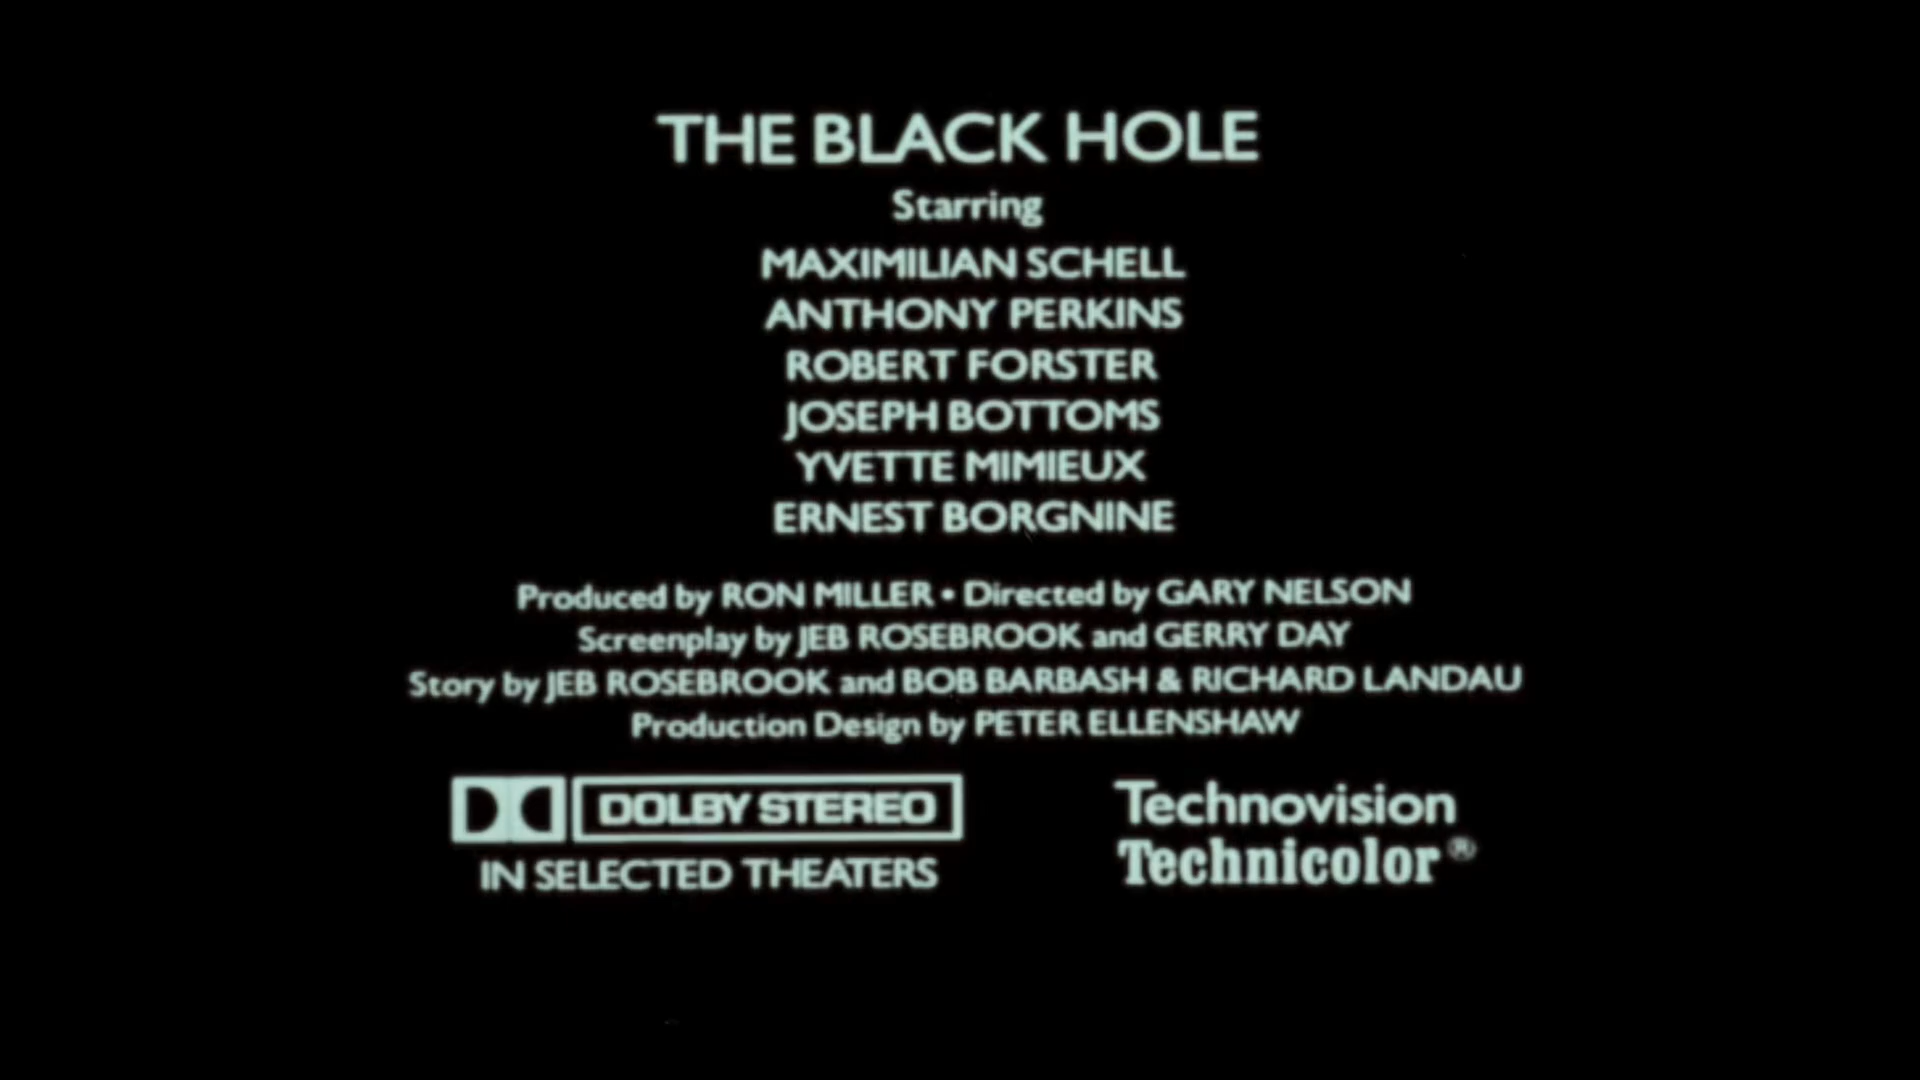 THE BLACK HOLE
Starring
MAXIMILIAN SCHELL
ANTHONY PERKINS
ROBERT FORSTER
JOSEPH BOTTOMS
YVETTE MIMIEUX
ERNEST BORGNINE
Produced by RON MILLER • Directed by GARY NELSON
Screenplay by JEB ROSEBROOK and GERRY DAY
Story by JEB ROSEBROOK and BOB BARBASH & RICHARD LANDAU
Production Design by PETER ELLENSHAW
DOLBY STEREO
IN SELECTED THEATERS
Technovision
Technicolor®